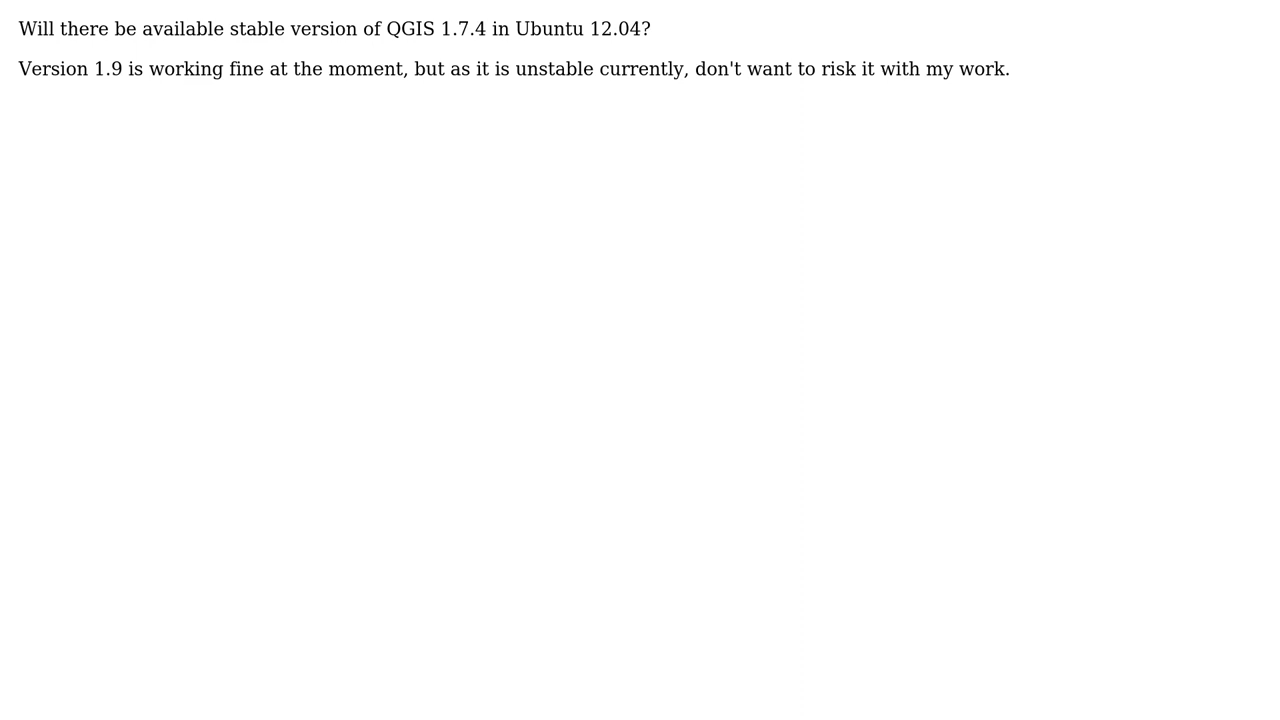 Will there be available stable version of QGIS 1.7.4 in Ubuntu 12.04?
Version 1.9 is working fine at the moment, but as it is unstable currently, don't want to risk it with my work.